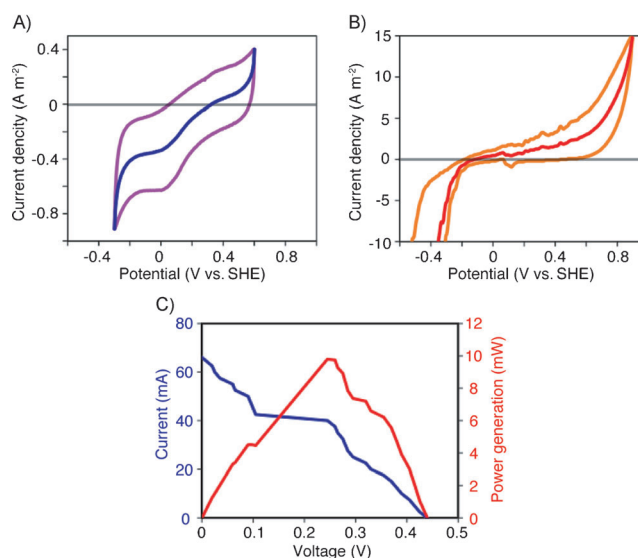 A)
0.4
0
-0.4
-0.8
Current dencity (A m⁻²)
-0.4 0 0.4 0.8
Potential (V vs. SHE)
B)
15
10
5
0
-5
-10
Current dencity (A m⁻²)
-0.4 0 0.4 0.8
Potential (V vs. SHE)
C)
80
60
40
20
0
Current (mA)
12
10
8
6
4
2
0
Power generation (mW)
0 0.1 0.2 0.3 0.4 0.5
Voltage (V)